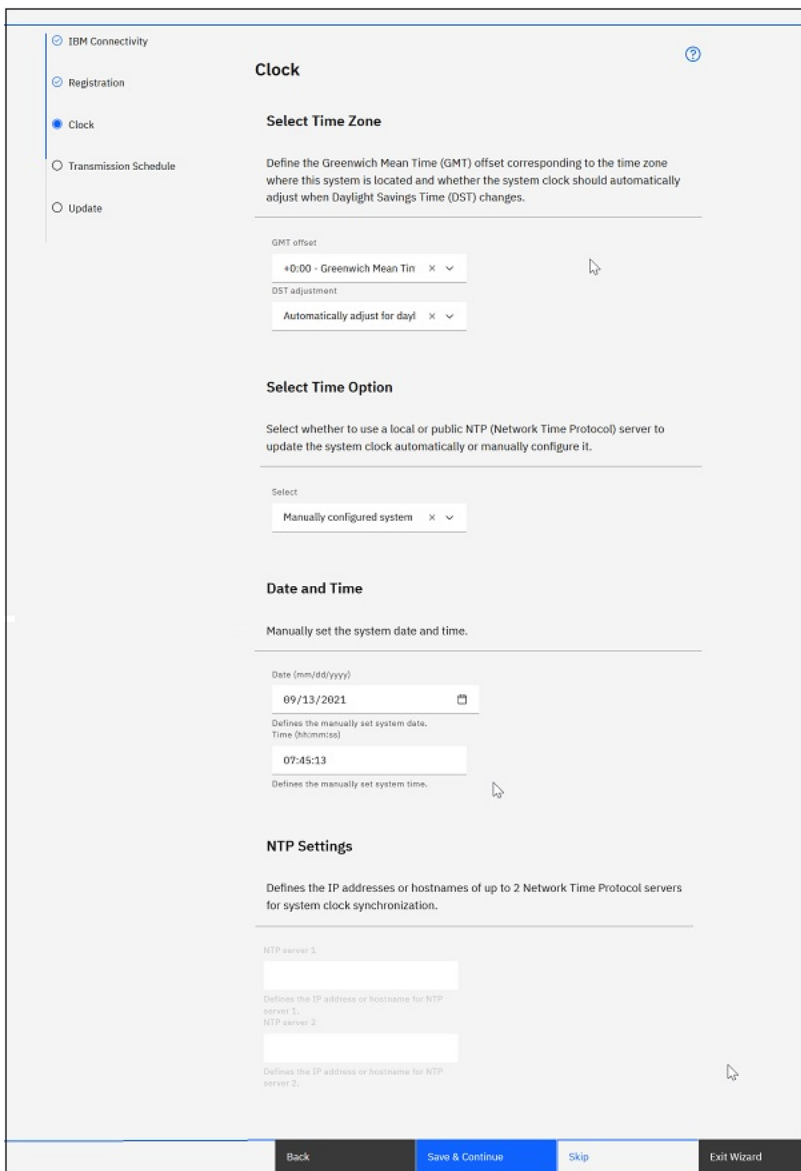 IBM Connectivity
Registration
Clock
Transmission Schedule
Update
Clock
Select Time Zone
Define the Greenwich Mean Time (GMT) offset corresponding to the time zone
where this system is located and whether the system clock should automatically
adjust when Daylight Savings Time (DST) changes.
GMT offset
+0:00 - Greenwich Mean Tin
DST adjustment
Automatically adjust for dayl
Select Time Option
Select whether to use a local or public NTP (Network Time Protocol) server to
update the system clock automatically or manually configure it.
Select
Manually configured system
Date and Time
Manually set the system date and time.
Date (mm/dd/yyyy)
09/13/2021
Defines the manually set system date.
Time (hh:mm:ss)
07:45:13
Defines the manually set system time.
NTP Settings
Defines the IP addresses or hostnames of up to 2 Network Time Protocol servers
for system clock synchronization.
NTP server 1
Defines the IP address or hostname for NTP
server 1.
NTP server 2
Defines the IP address or hostname for NTP
server 2.
Back
Save & Continue
Skip
Exit Wizard